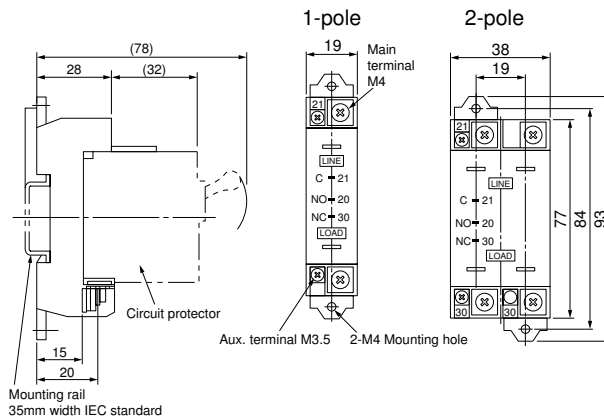 1-pole
2-pole
(78)
28
(32)
19
Main
terminal
M4
38
19
21
21
LINE
C 21
NO 20
NC 30
LOAD
LINE
C 21
NO 20
NC 30
LOAD
77
84
93
30
30
Circuit protector
Aux. terminal M3.5
2-M4 Mounting hole
15
20
Mounting rail
35mm width IEC standard